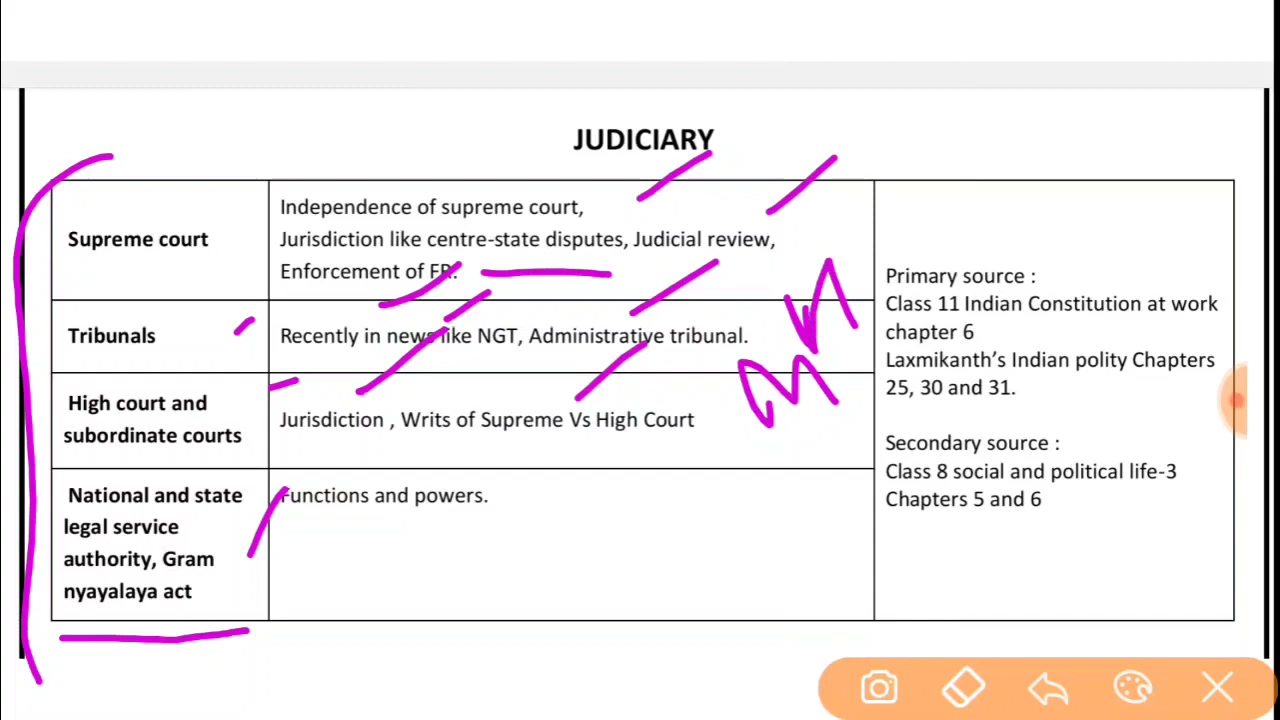 JUDICIARY
Supreme court
Independence of supreme court,
Jurisdiction like centre-state disputes, Judicial review,
Enforcement of FR.
Tribunals
Recently in news like NGT, Administrative tribunal.
High court and
subordinate courts
Jurisdiction , Writs of Supreme Vs High Court
National and state
legal service
authority, Gram
nyayalaya act
Functions and powers.
Primary source :
Class 11 Indian Constitution at work
chapter 6
Laxmikanth’s Indian polity Chapters
25, 30 and 31.
Secondary source :
Class 8 social and political life-3
Chapters 5 and 6